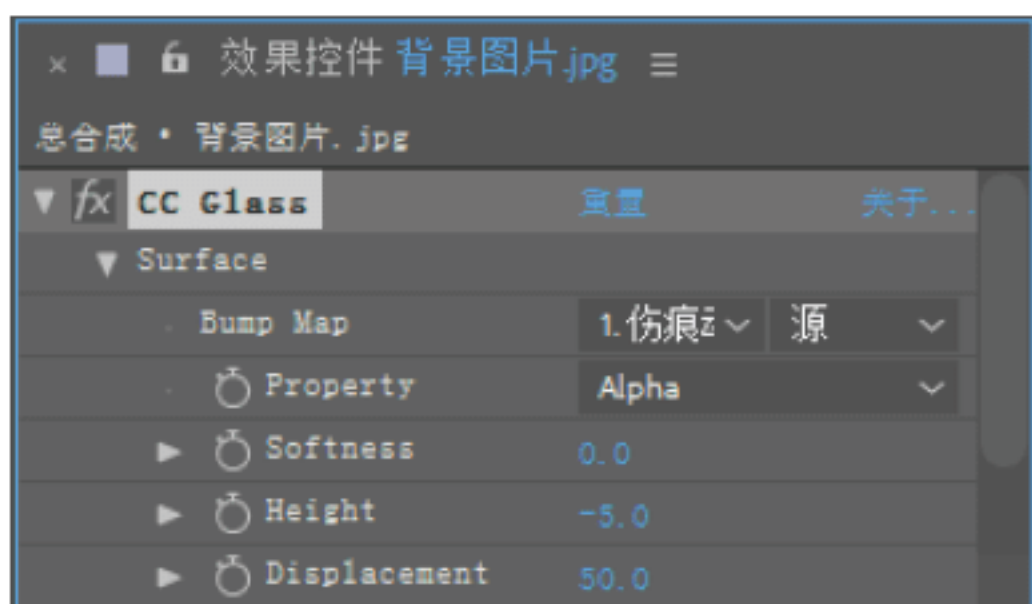 效果控件 背景图片.jpg
总合成 • 背景图片.jpg
fx CC Glass 重置 关于...
Surface
Bump Map 1.伤痕 源
Property Alpha
Softness 0.0
Height -5.0
Displacement 50.0